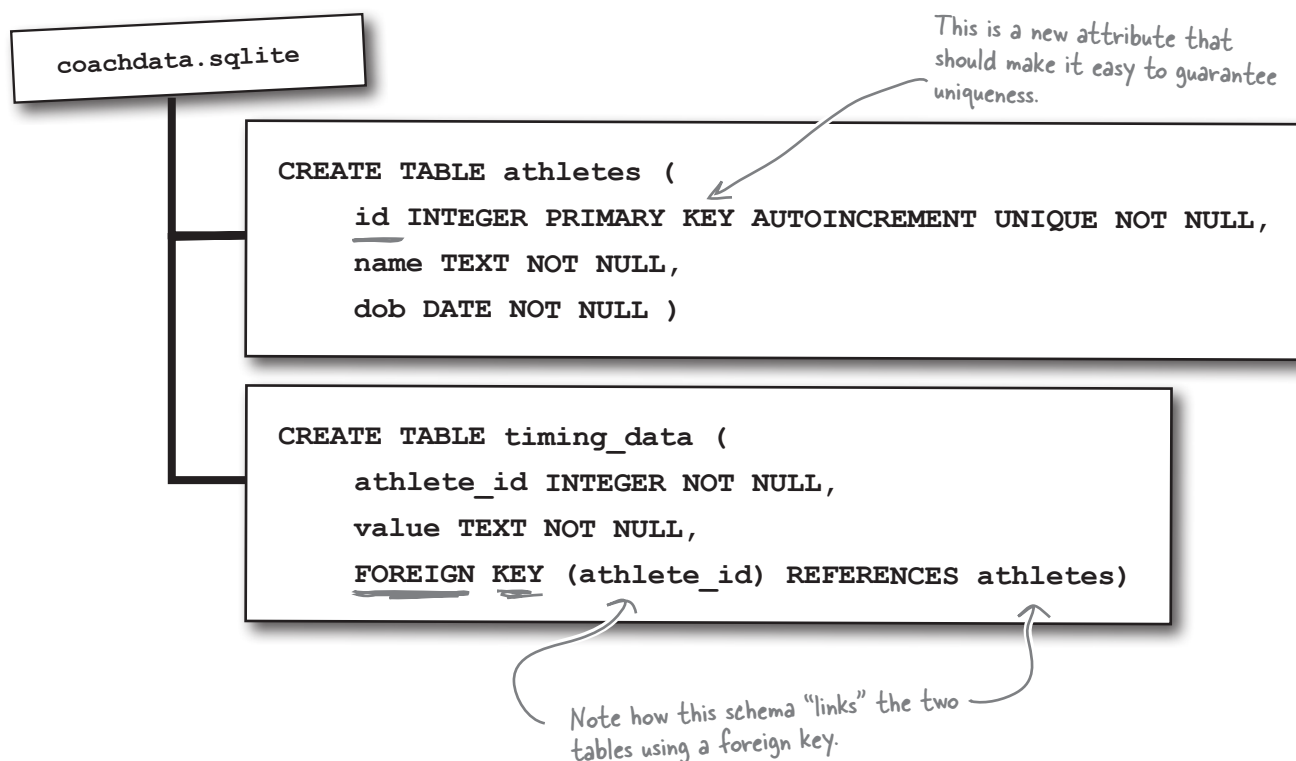 coachdata.sqlite
This is a new attribute that
should make it easy to guarantee
uniqueness.
CREATE TABLE athletes (
id INTEGER PRIMARY KEY AUTOINCREMENT UNIQUE NOT NULL,
name TEXT NOT NULL,
dob DATE NOT NULL )
CREATE TABLE timing_data (
athlete_id INTEGER NOT NULL,
value TEXT NOT NULL,
FOREIGN KEY (athlete_id) REFERENCES athletes)
Note how this schema “links” the two
tables using a foreign key.